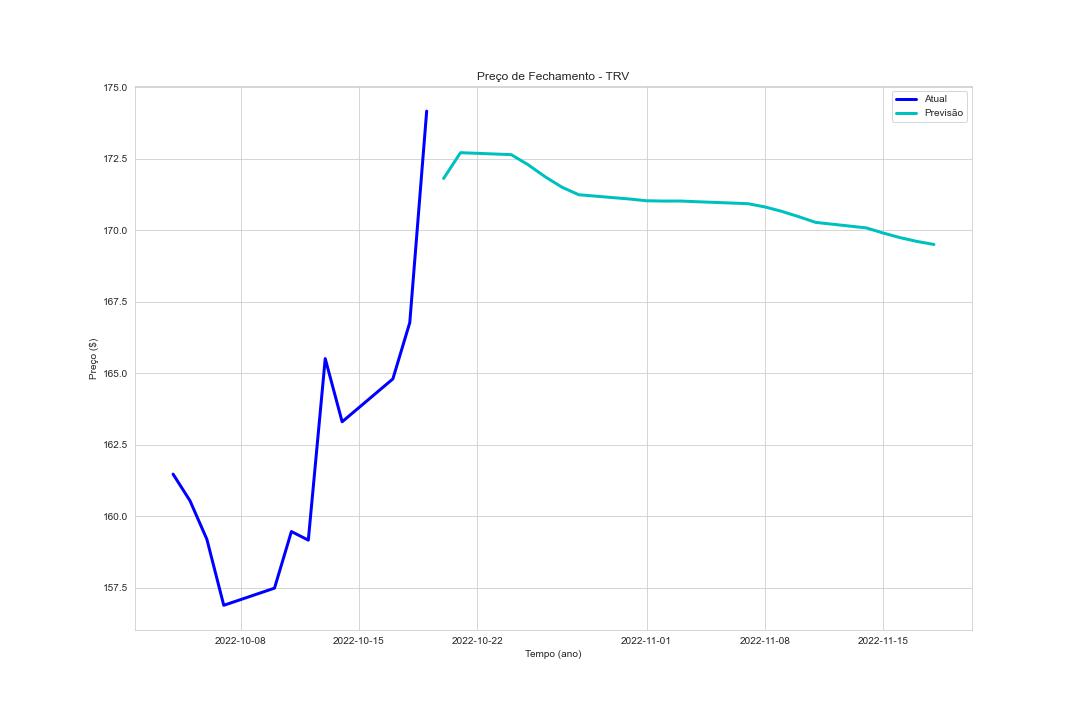 Preço de Fechamento - TRV
Atual
Previsão
175.0
172.5
170.0
167.5
165.0
162.5
160.0
157.5
Preço ($)
2022-10-08
2022-10-15
2022-10-22
2022-11-01
2022-11-08
2022-11-15
Tempo (ano)